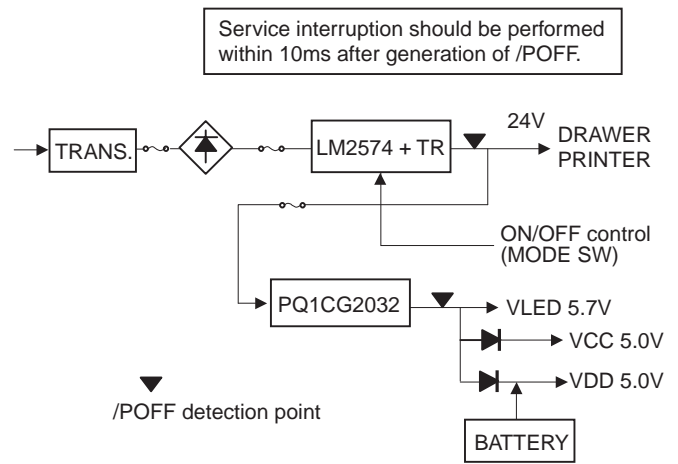 Service interruption should be performed
within 10ms after generation of /POFF.
TRANS.
LM2574 + TR
24V
DRAWER
PRINTER
ON/OFF control
(MODE SW)
PQ1CG2032
VLED 5.7V
VCC 5.0V
VDD 5.0V
/POFF detection point
BATTERY